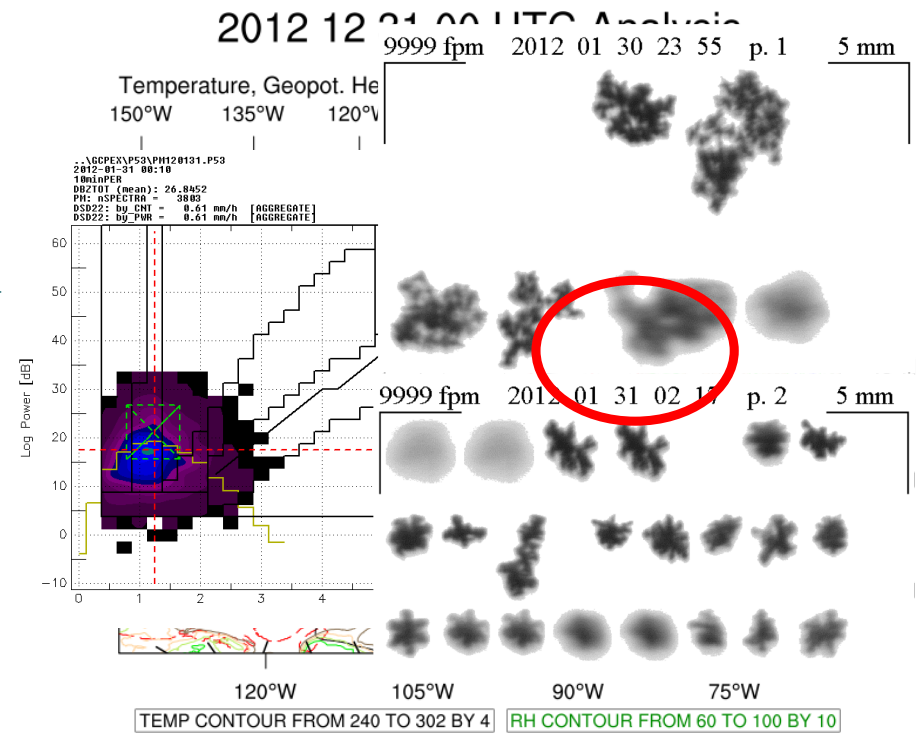 2012 12
9999 fpm 2012 01 30 23 55 p. 1 5 mm
Temperature, Geopot. He
150°W 135°W 120°
..\GCPEX\P53\PM120131.P53
2012-01-31 00:10
10minPER
DBZTOT (mean): 26.8452
PM: nSPECTRA = 3803
DSD22: by_CNT = 0.61 mm/h [AGGREGATE]
DSD22: by_PWR = 0.61 mm/h [AGGREGATE]
60
50
40
30
20
10
0
-10
Log Power [dB]
0 1 2 3 4
9999 fpm 2012 01 31 02 17 p. 2 5 mm
120°W 105°W 90°W 75°W
TEMP CONTOUR FROM 240 TO 302 BY 4 RH CONTOUR FROM 60 TO 100 BY 10